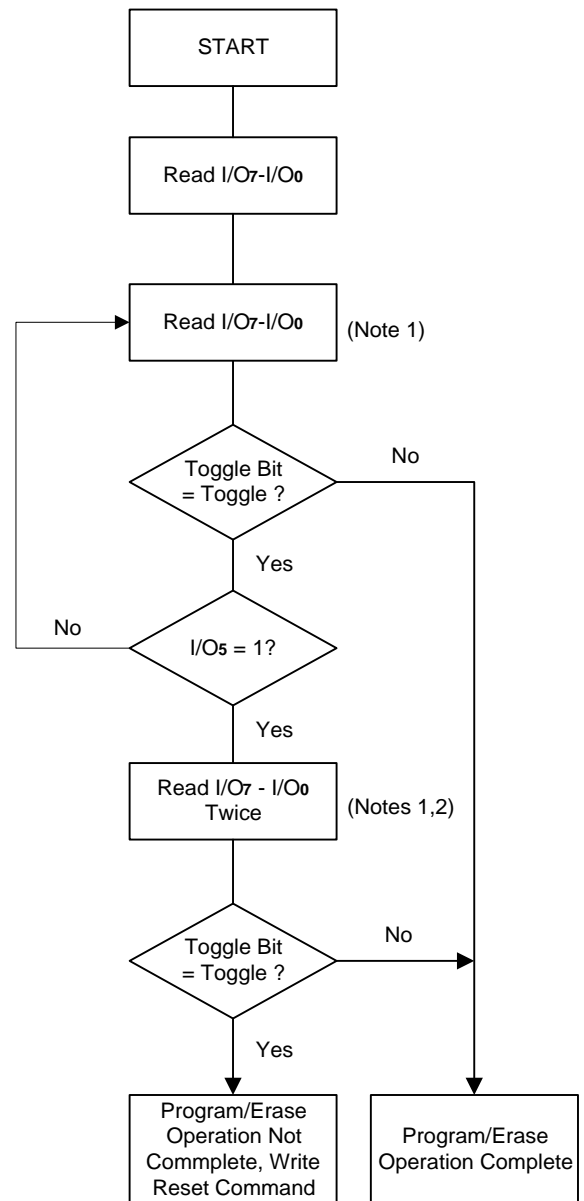 START
Read I/O7-I/O0
Read I/O7-I/O0
(Note 1)
Toggle Bit
= Toggle ?
No
Yes
I/O5 = 1?
No
Yes
Read I/O7 - I/O0
Twice
(Notes 1,2)
Toggle Bit
= Toggle ?
No
Yes
Program/Erase
Operation Not
Commplete, Write
Reset Command
Program/Erase
Operation Complete